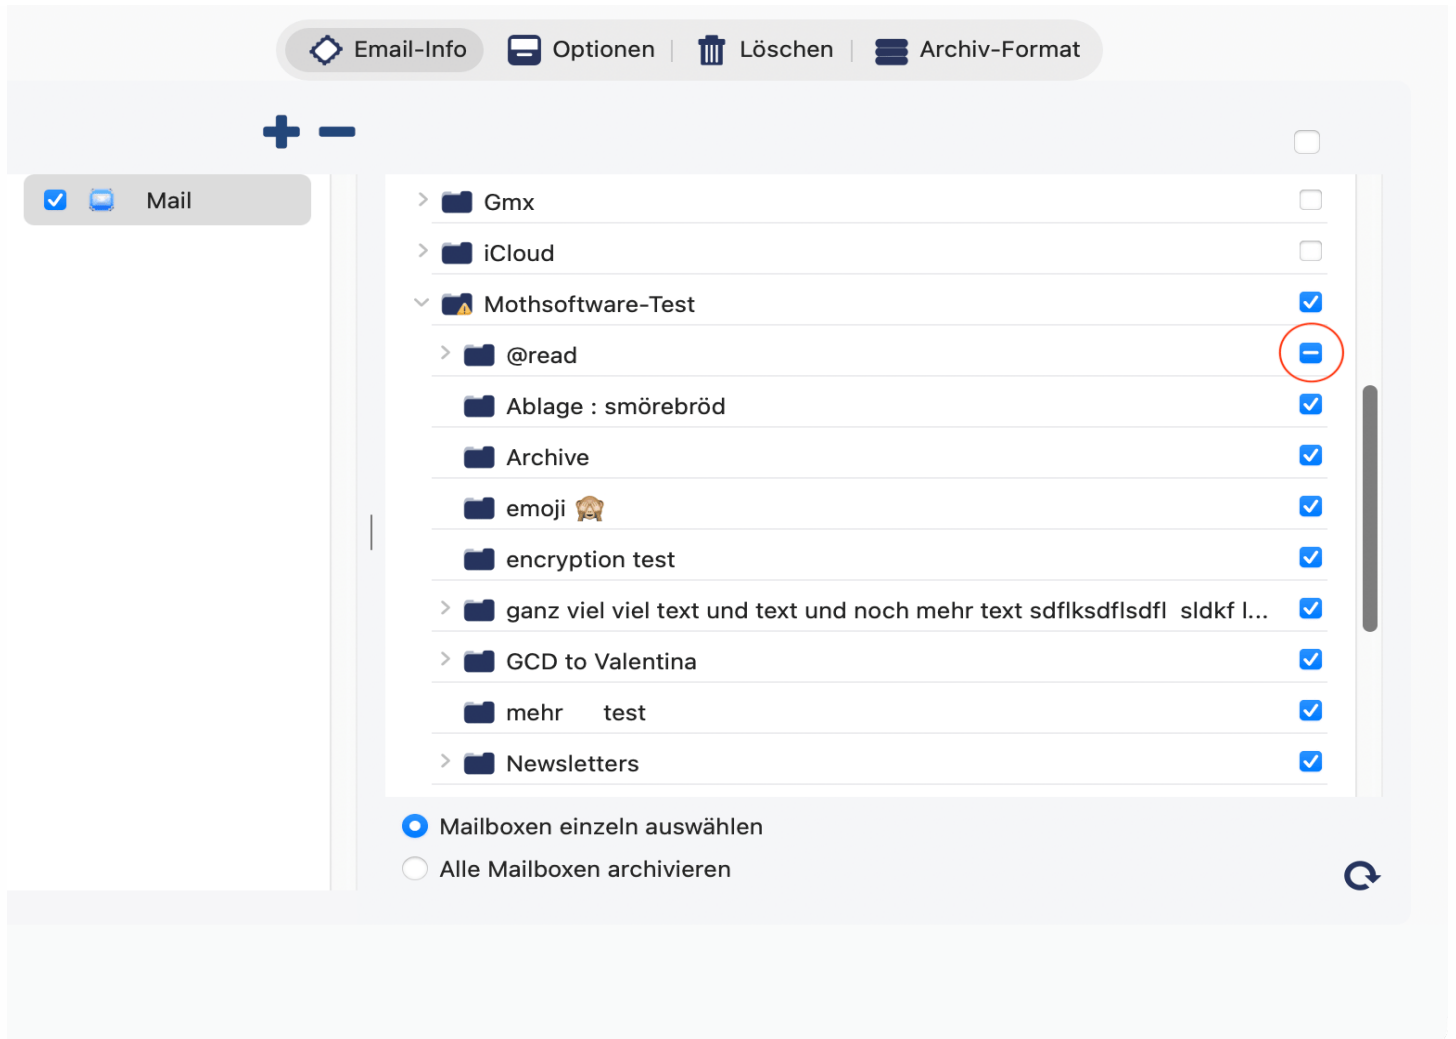 Email-Info Optionen Löschen Archiv-Format
Mail
Gmx
iCloud
Mothsoftware-Test
@read
Ablage : smörebröd
Archive
emoji 🙈
encryption test
ganz viel viel text und text und noch mehr text sdflksdflsdfl sldkf l...
GCD to Valentina
mehr test
Newsletters
Mailboxen einzeln auswählen
Alle Mailboxen archivieren